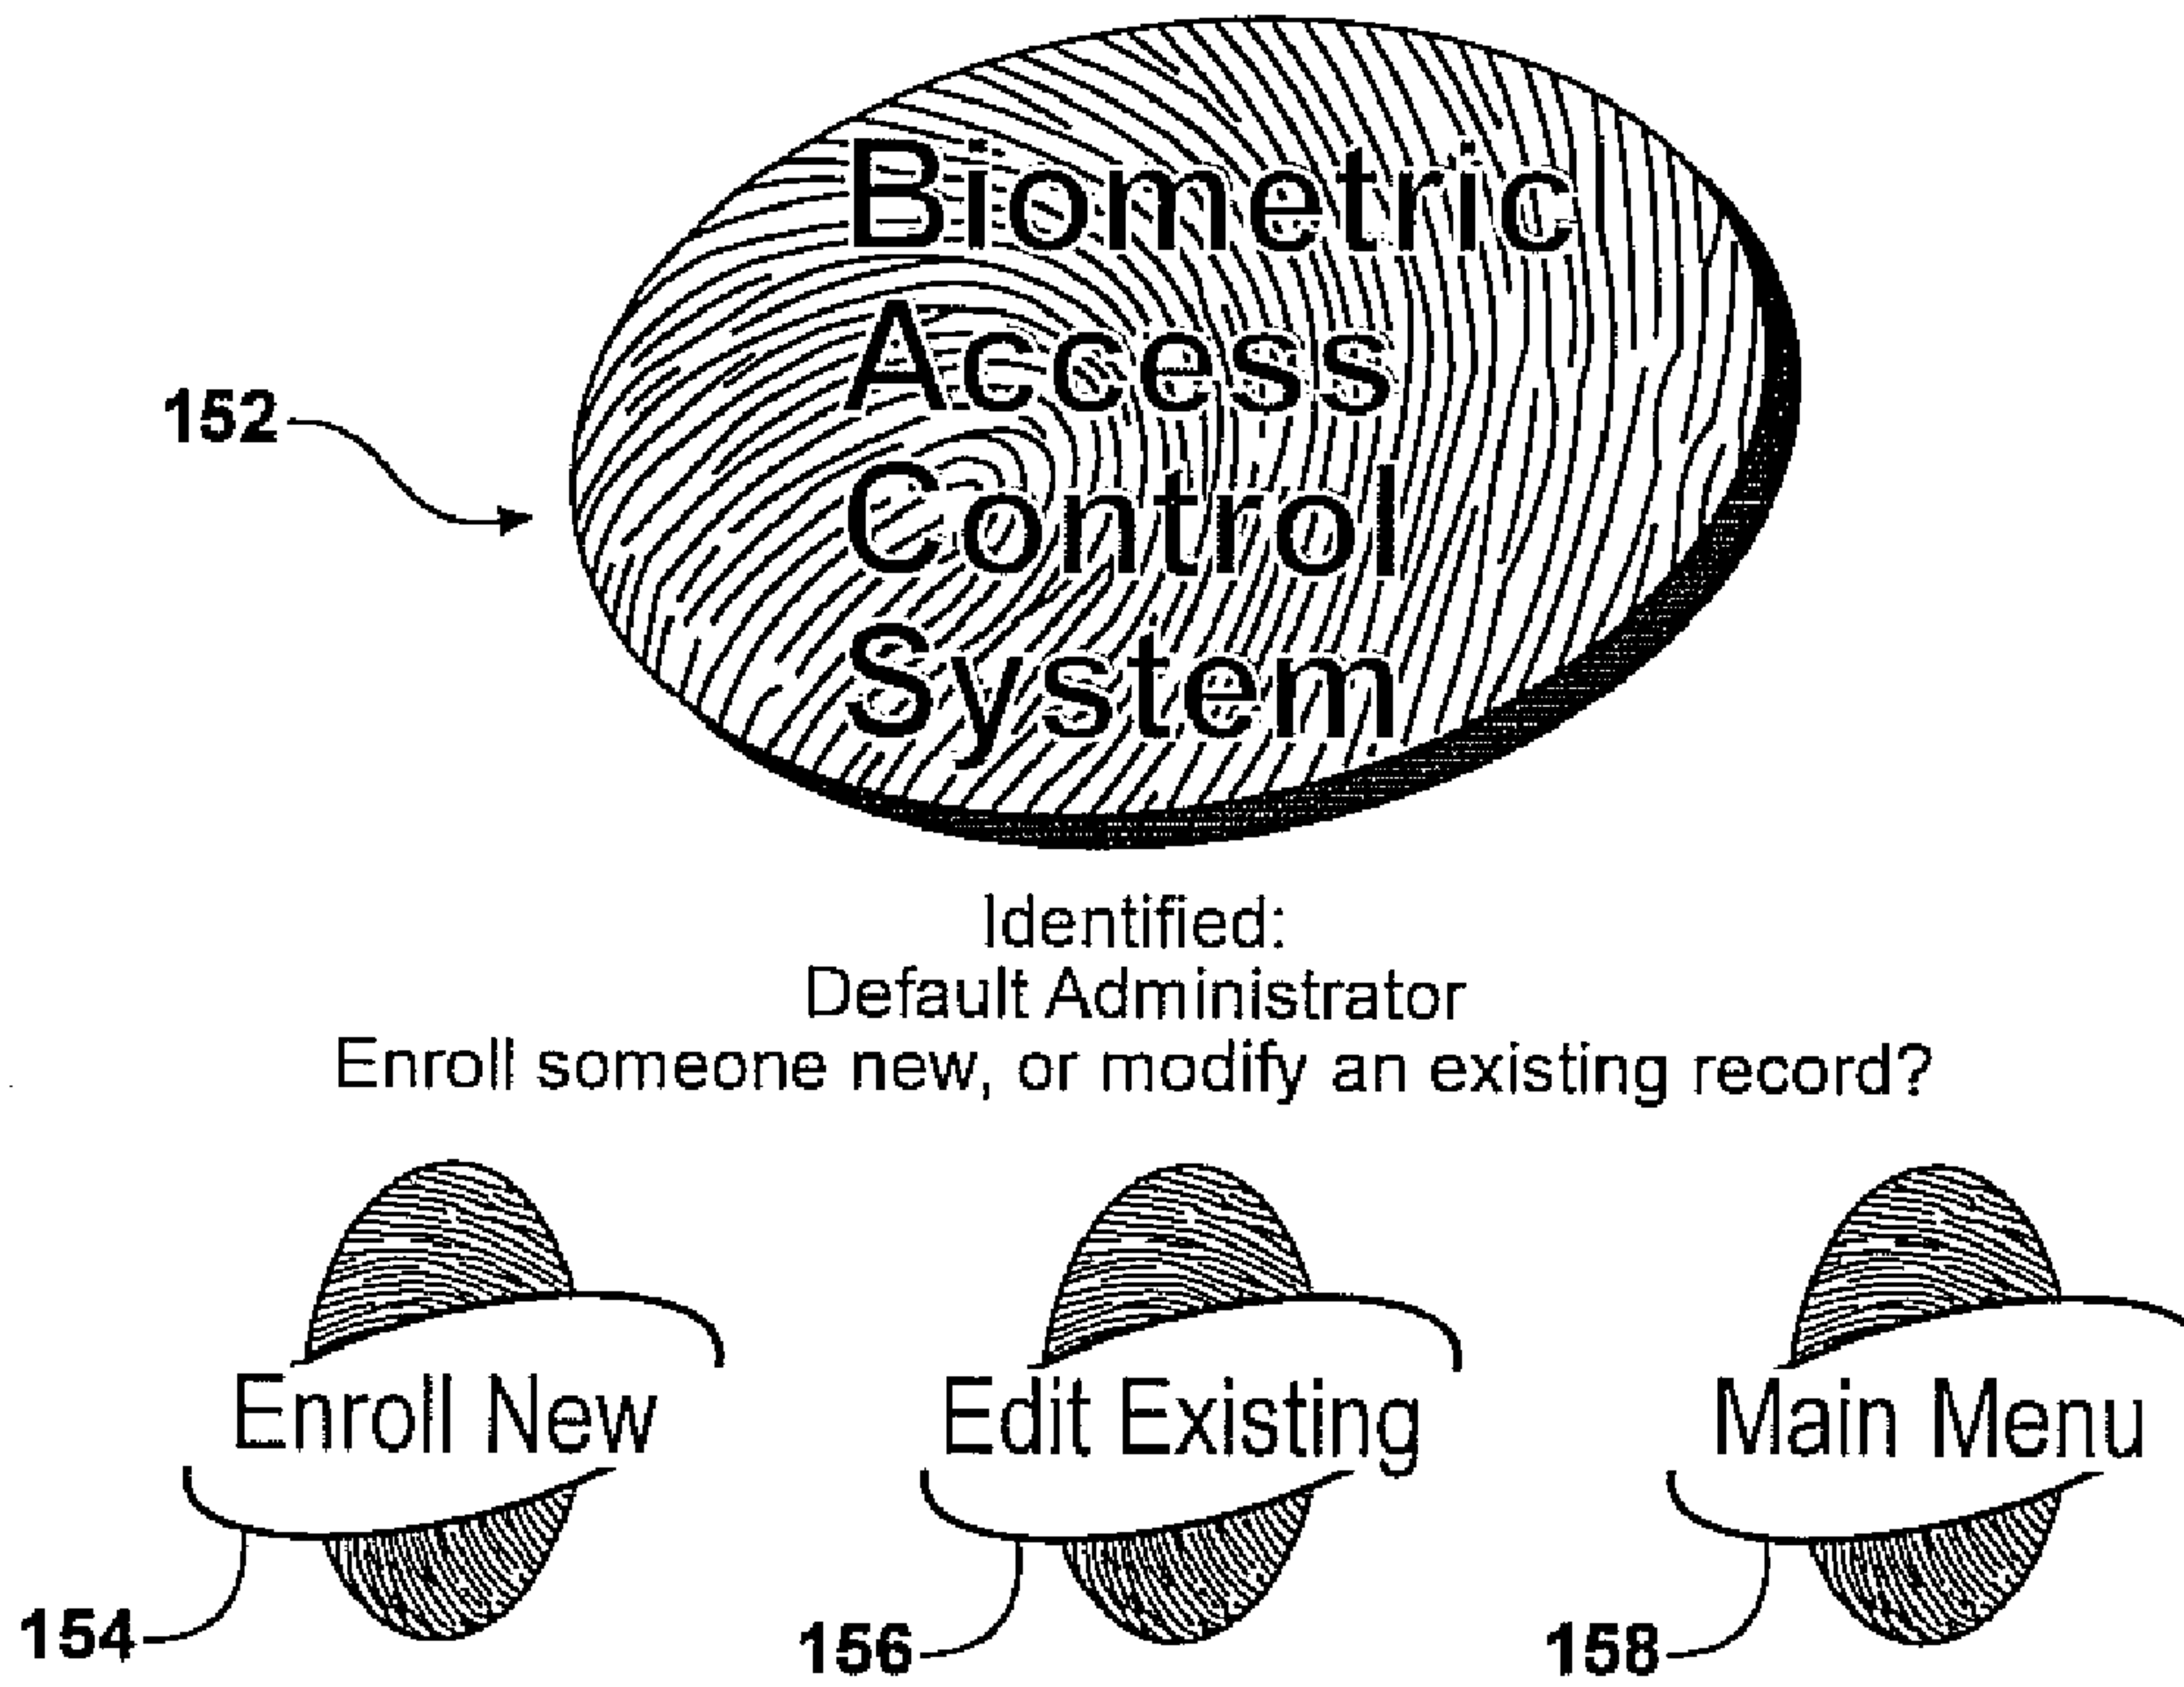 Biometric
Access
152
Control
System
Identified:
Default Administrator
Enroll someone new, or modify an existing record?
Enroll New
Edit Existing
Main Menu
154
156
158